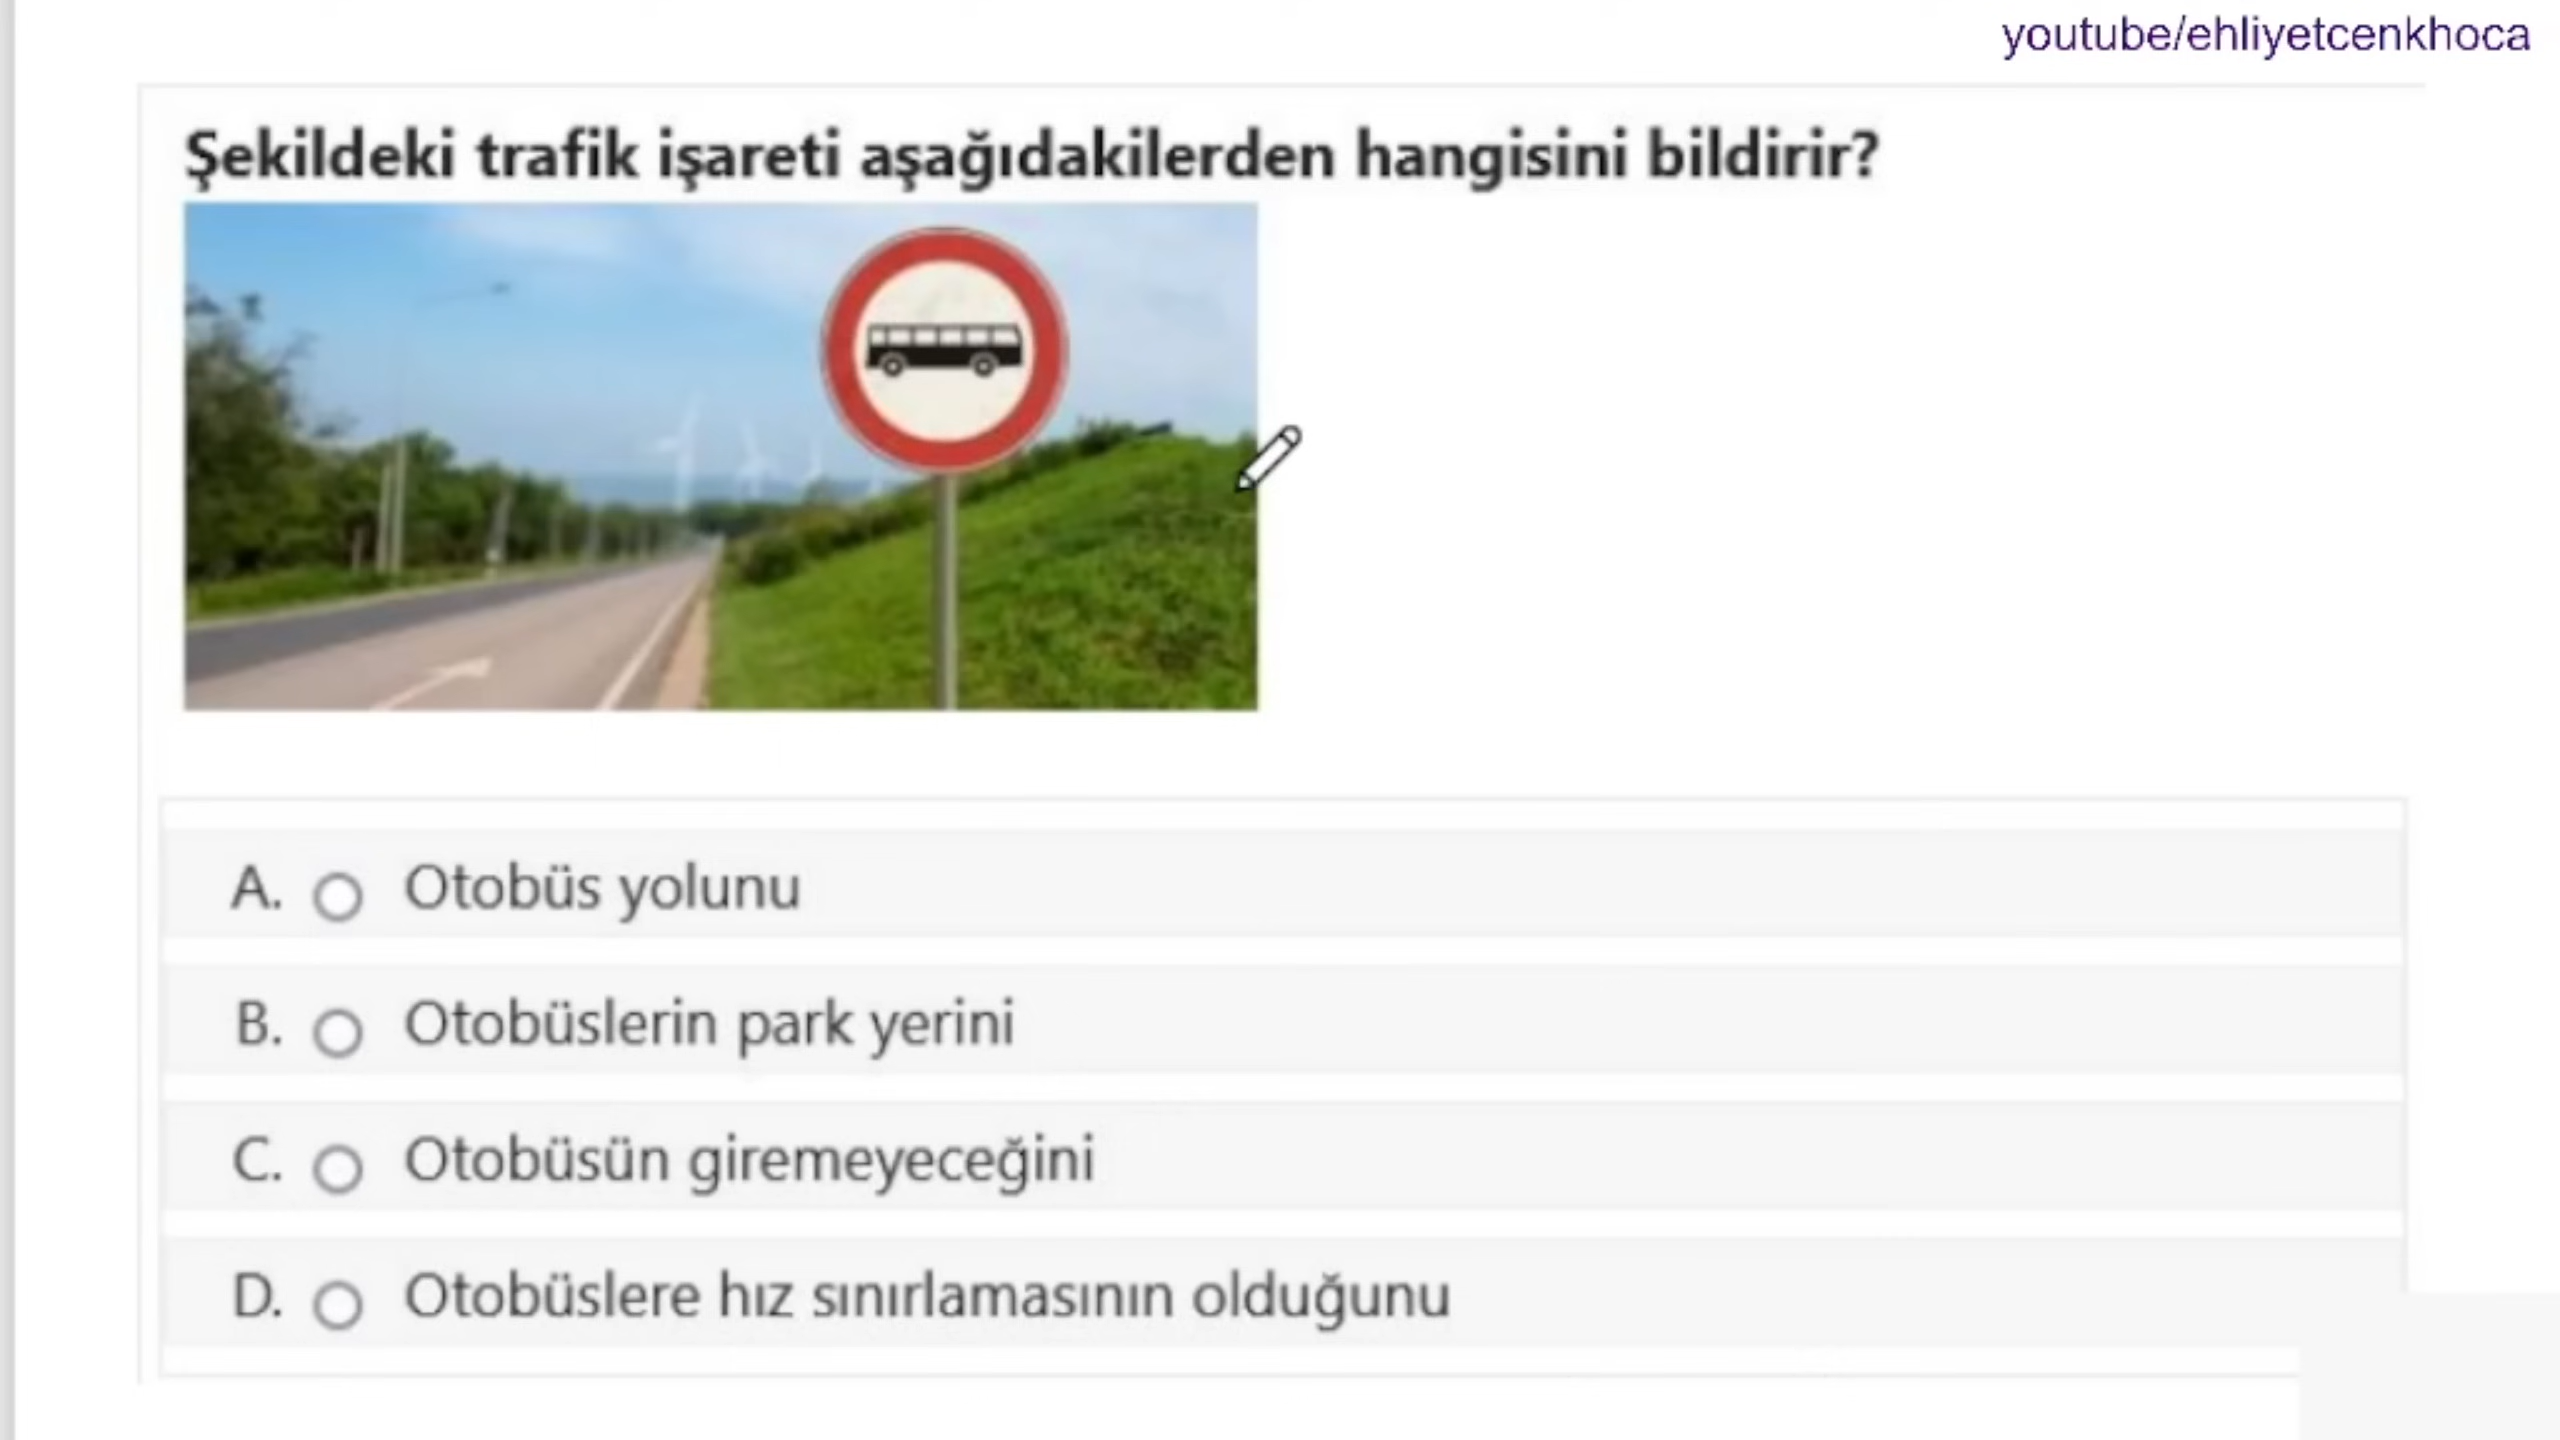 youtube/ehliyetcenkhoca
Şekildeki trafik işareti aşağıdakilerden hangisini bildirir?
A. Otobüs yolunu
B. Otobüslerin park yerini
C. Otobüsün giremeyeceğini
D. Otobüslere hız sınırlamasının olduğunu